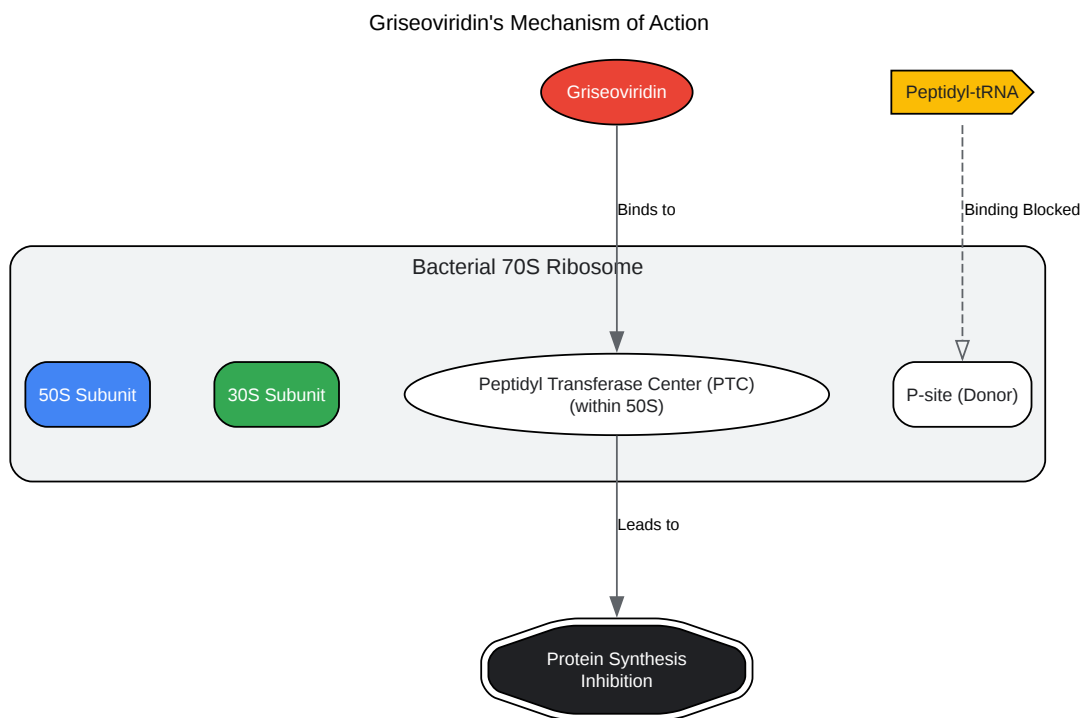 Griseoviridin's Mechanism of Action
Griseoviridin
Peptidyl-tRNA
Binds to
Binding Blocked
Bacterial 70S Ribosome
50S Subunit
30S Subunit
Peptidyl Transferase Center (PTC)
(within 50S)
P-site (Donor)
Leads to
Protein Synthesis
Inhibition